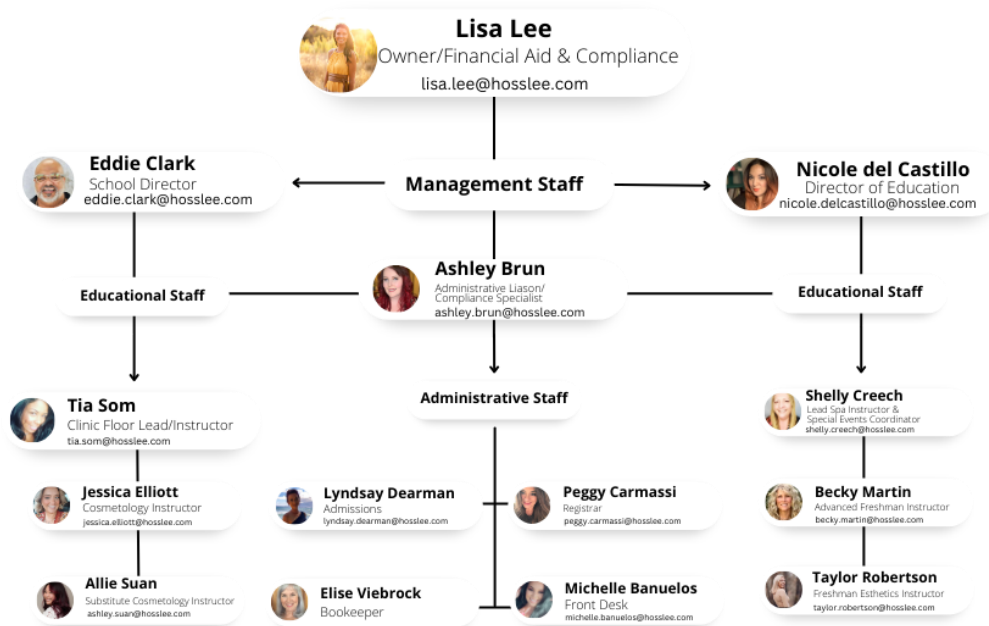 Lisa Lee
Owner/Financial Aid & Compliance
lisa.lee@hosslee.com
Eddie Clark
School Director
eddie.clark@hosslee.com
Management Staff
Nicole del Castillo
Director of Education
nicole.delcastillo@hosslee.com
Ashley Brun
Administrative Liason/
Compliance Specialist
ashley.brun@hosslee.com
Educational Staff
Educational Staff
Tia Som
Clinic Floor Lead/Instructor
tia.som@hosslee.com
Administrative Staff
Shelly Creech
Lead Spa Instructor &
Special Events Coordinator
shelly.creech@hosslee.com
Jessica Elliott
Cosmetology Instructor
jessica.elliott@hosslee.com
Lyndsay Dearman
Admissions
lyndsay.dearman@hosslee.com
Peggy Carmassi
Registrar
peggy.carmassi@hosslee.com
Becky Martin
Advanced Freshman Instructor
becky.martin@hosslee.com
Allie Suan
Substitute Cosmetology Instructor
ashley.suan@hosslee.com
Elise Viebrock
Bookeeper
Michelle Banuelos
Front Desk
michelle.banuelos@hosslee.com
Taylor Robertson
Freshman Esthetics Instructor
taylor.robertson@hosslee.com